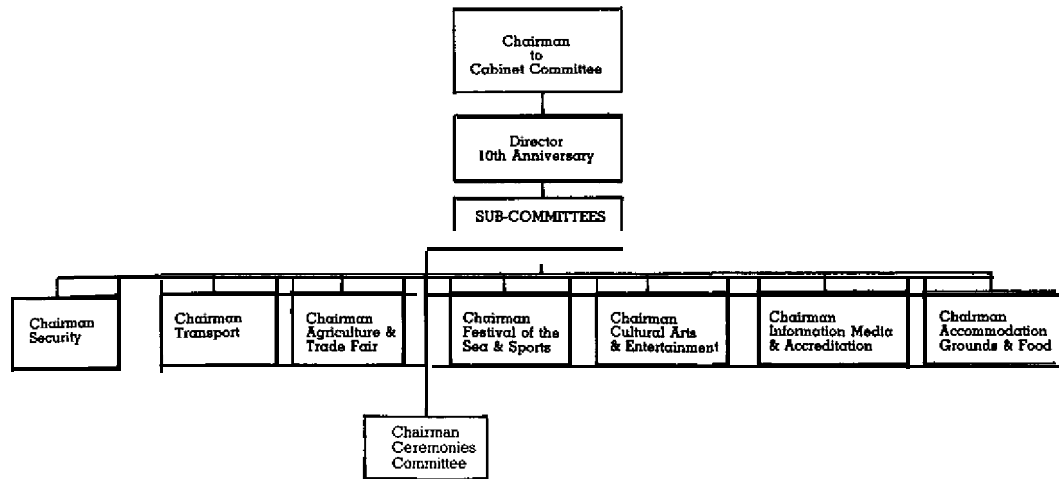 Chairman
to
Cabinet Committee
Director
10th Anniversary
SUB-COMMITTEES
Chairman
Security
Chairman
Transport
Chairman
Agriculture &
Trade Fair
Chairman
Festival of the
Sea & Sports
Chairman
Cultural Arts
& Entertainment
Chairman
Information Media
& Accreditation
Chairman
Accommodation
Grounds & Food
Chairman
Ceremonies
Committee